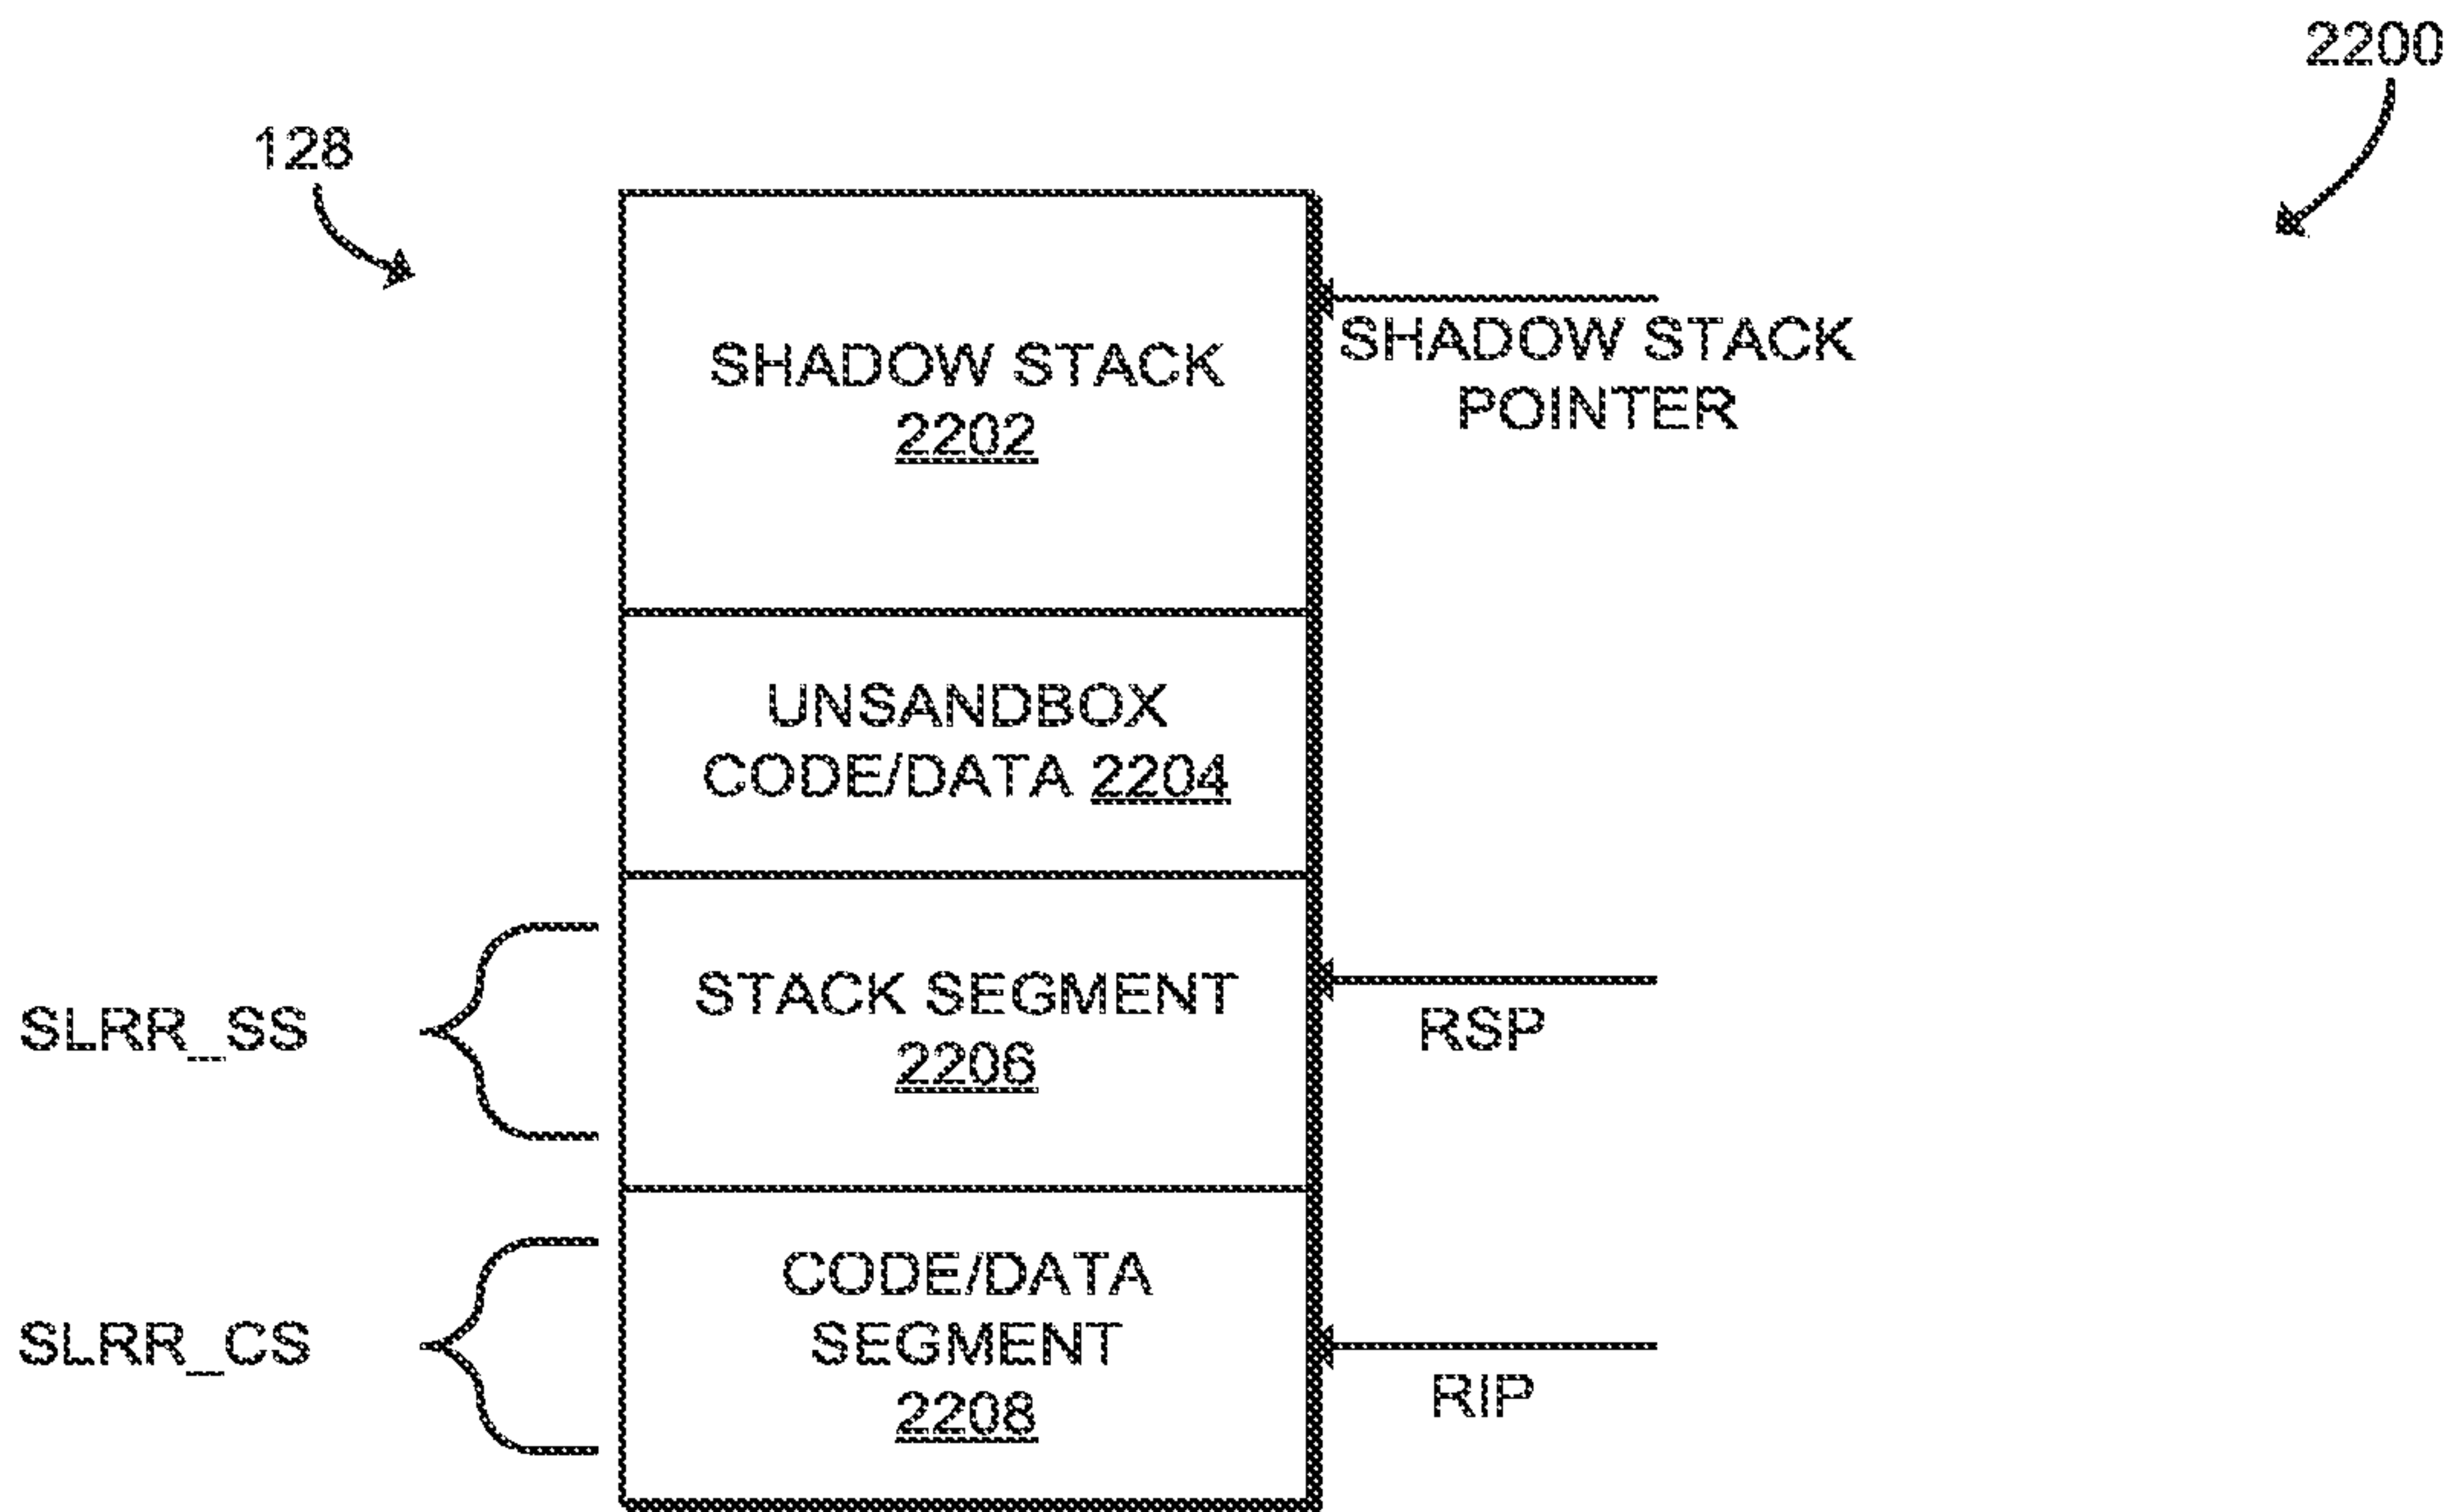 2200
128
SHADOW STACK
2202
SHADOW STACK
POINTER
UNSANDBOX
CODE/DATA 2204
STACK SEGMENT
2206
SLRR_SS
RSP
CODE/DATA
SEGMENT
2208
SLRR_CS
RIP